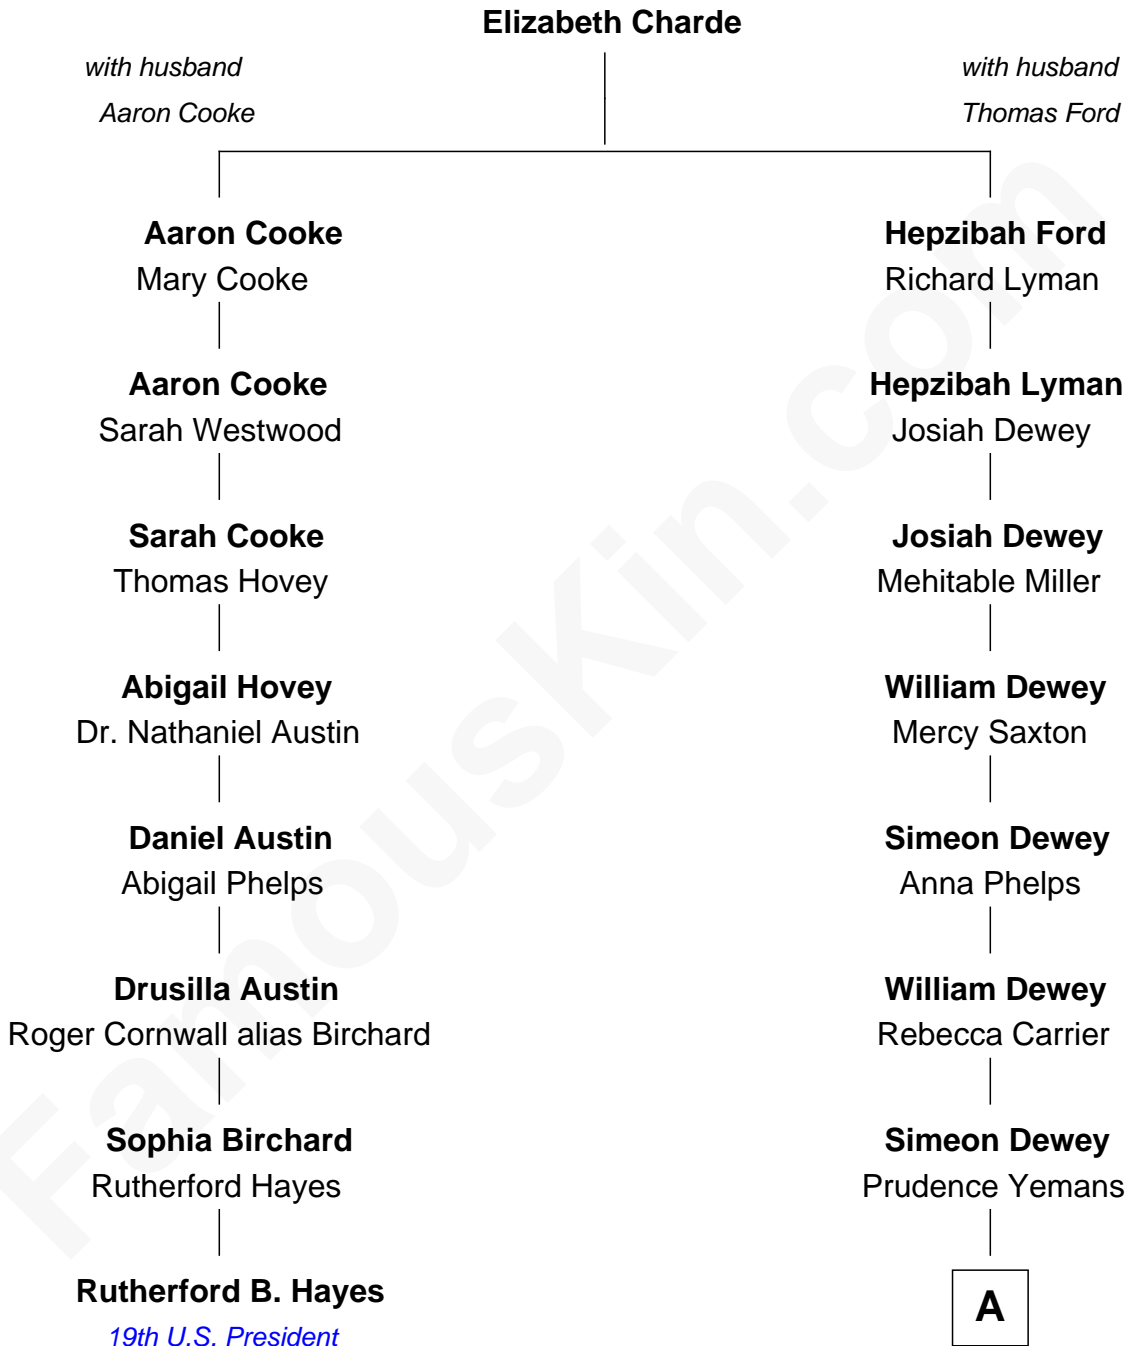 Elizabeth Charde
with husband
Aaron Cooke
with husband
Thomas Ford
Aaron Cooke
Mary Cooke
Hepzibah Ford
Richard Lyman
Aaron Cooke
Sarah Westwood
Hepzibah Lyman
Josiah Dewey
Sarah Cooke
Thomas Hovey
Josiah Dewey
Mehitable Miller
Abigail Hovey
Dr. Nathaniel Austin
William Dewey
Mercy Saxton
Daniel Austin
Abigail Phelps
Simeon Dewey
Anna Phelps
Drusilla Austin
Roger Cornwall alias Birchard
William Dewey
Rebecca Carrier
Sophia Birchard
Rutherford Hayes
Simeon Dewey
Prudence Yemans
Rutherford B. Hayes
19th U.S. President
A
FamousKin.com